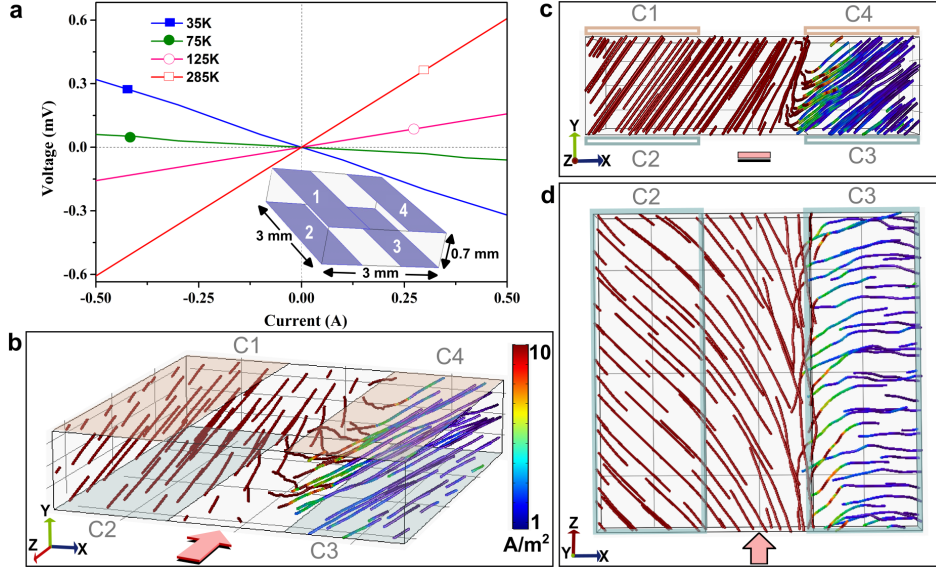 a
35K
75K
125K
285K
Voltage (mV)
0.6
0.3
0.0
-0.3
-0.6
-0.50
-0.25
0.00
0.25
0.50
Current (A)
1
2
3
4
3 mm
3 mm
0.7 mm
b
C1
C4
C2
C3
Y
Z
X
10
1
A/m²
c
C1
C4
C2
C3
Y
Z
X
d
C2
C3
Z
Y
X